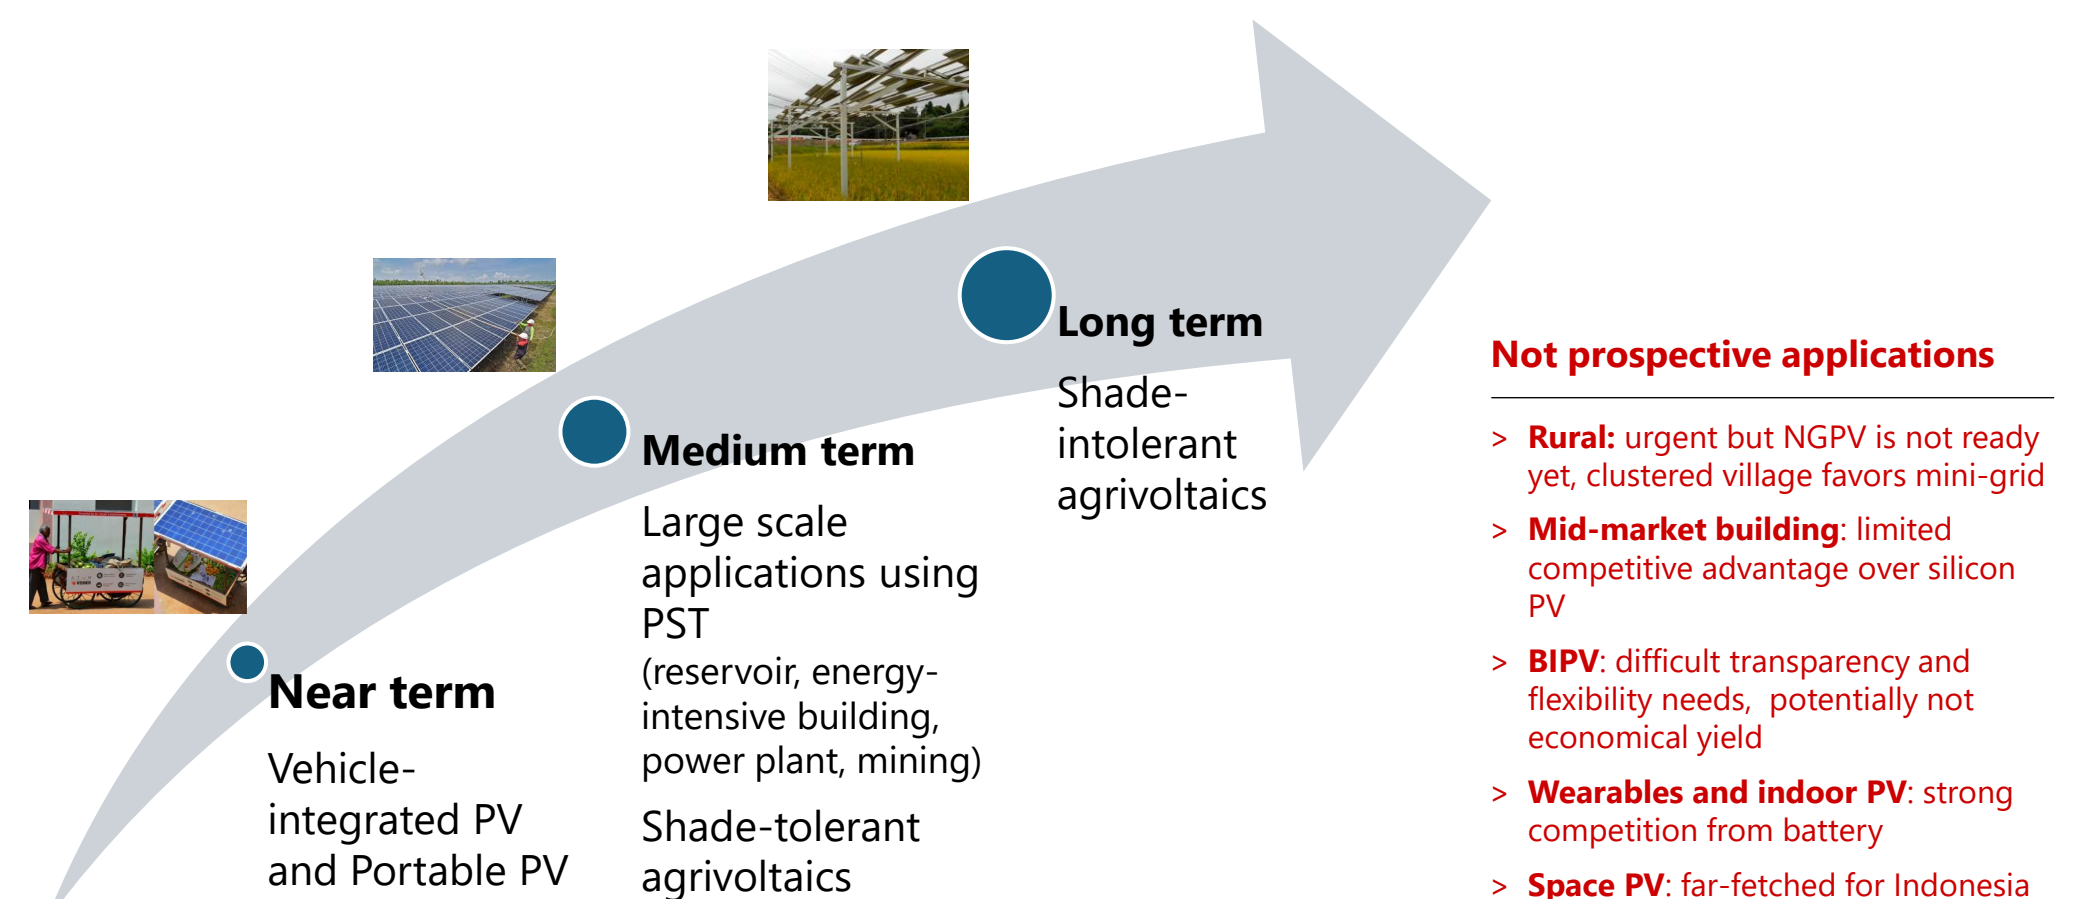 Long term
Shade-
intolerant
agrivoltaics
Medium term
Large scale
applications using
PST
(reservoir, energy-
intensive building,
power plant, mining)
Shade-tolerant
agrivoltaics
Near term
Vehicle-
integrated PV
and Portable PV
Not prospective applications
> Rural: urgent but NGPV is not ready
yet, clustered village favors mini-grid
> Mid-market building: limited
competitive advantage over silicon
PV
> BIPV: difficult transparency and
flexibility needs,  potentially not
economical yield
> Wearables and indoor PV: strong
competition from battery
> Space PV: far-fetched for Indonesia